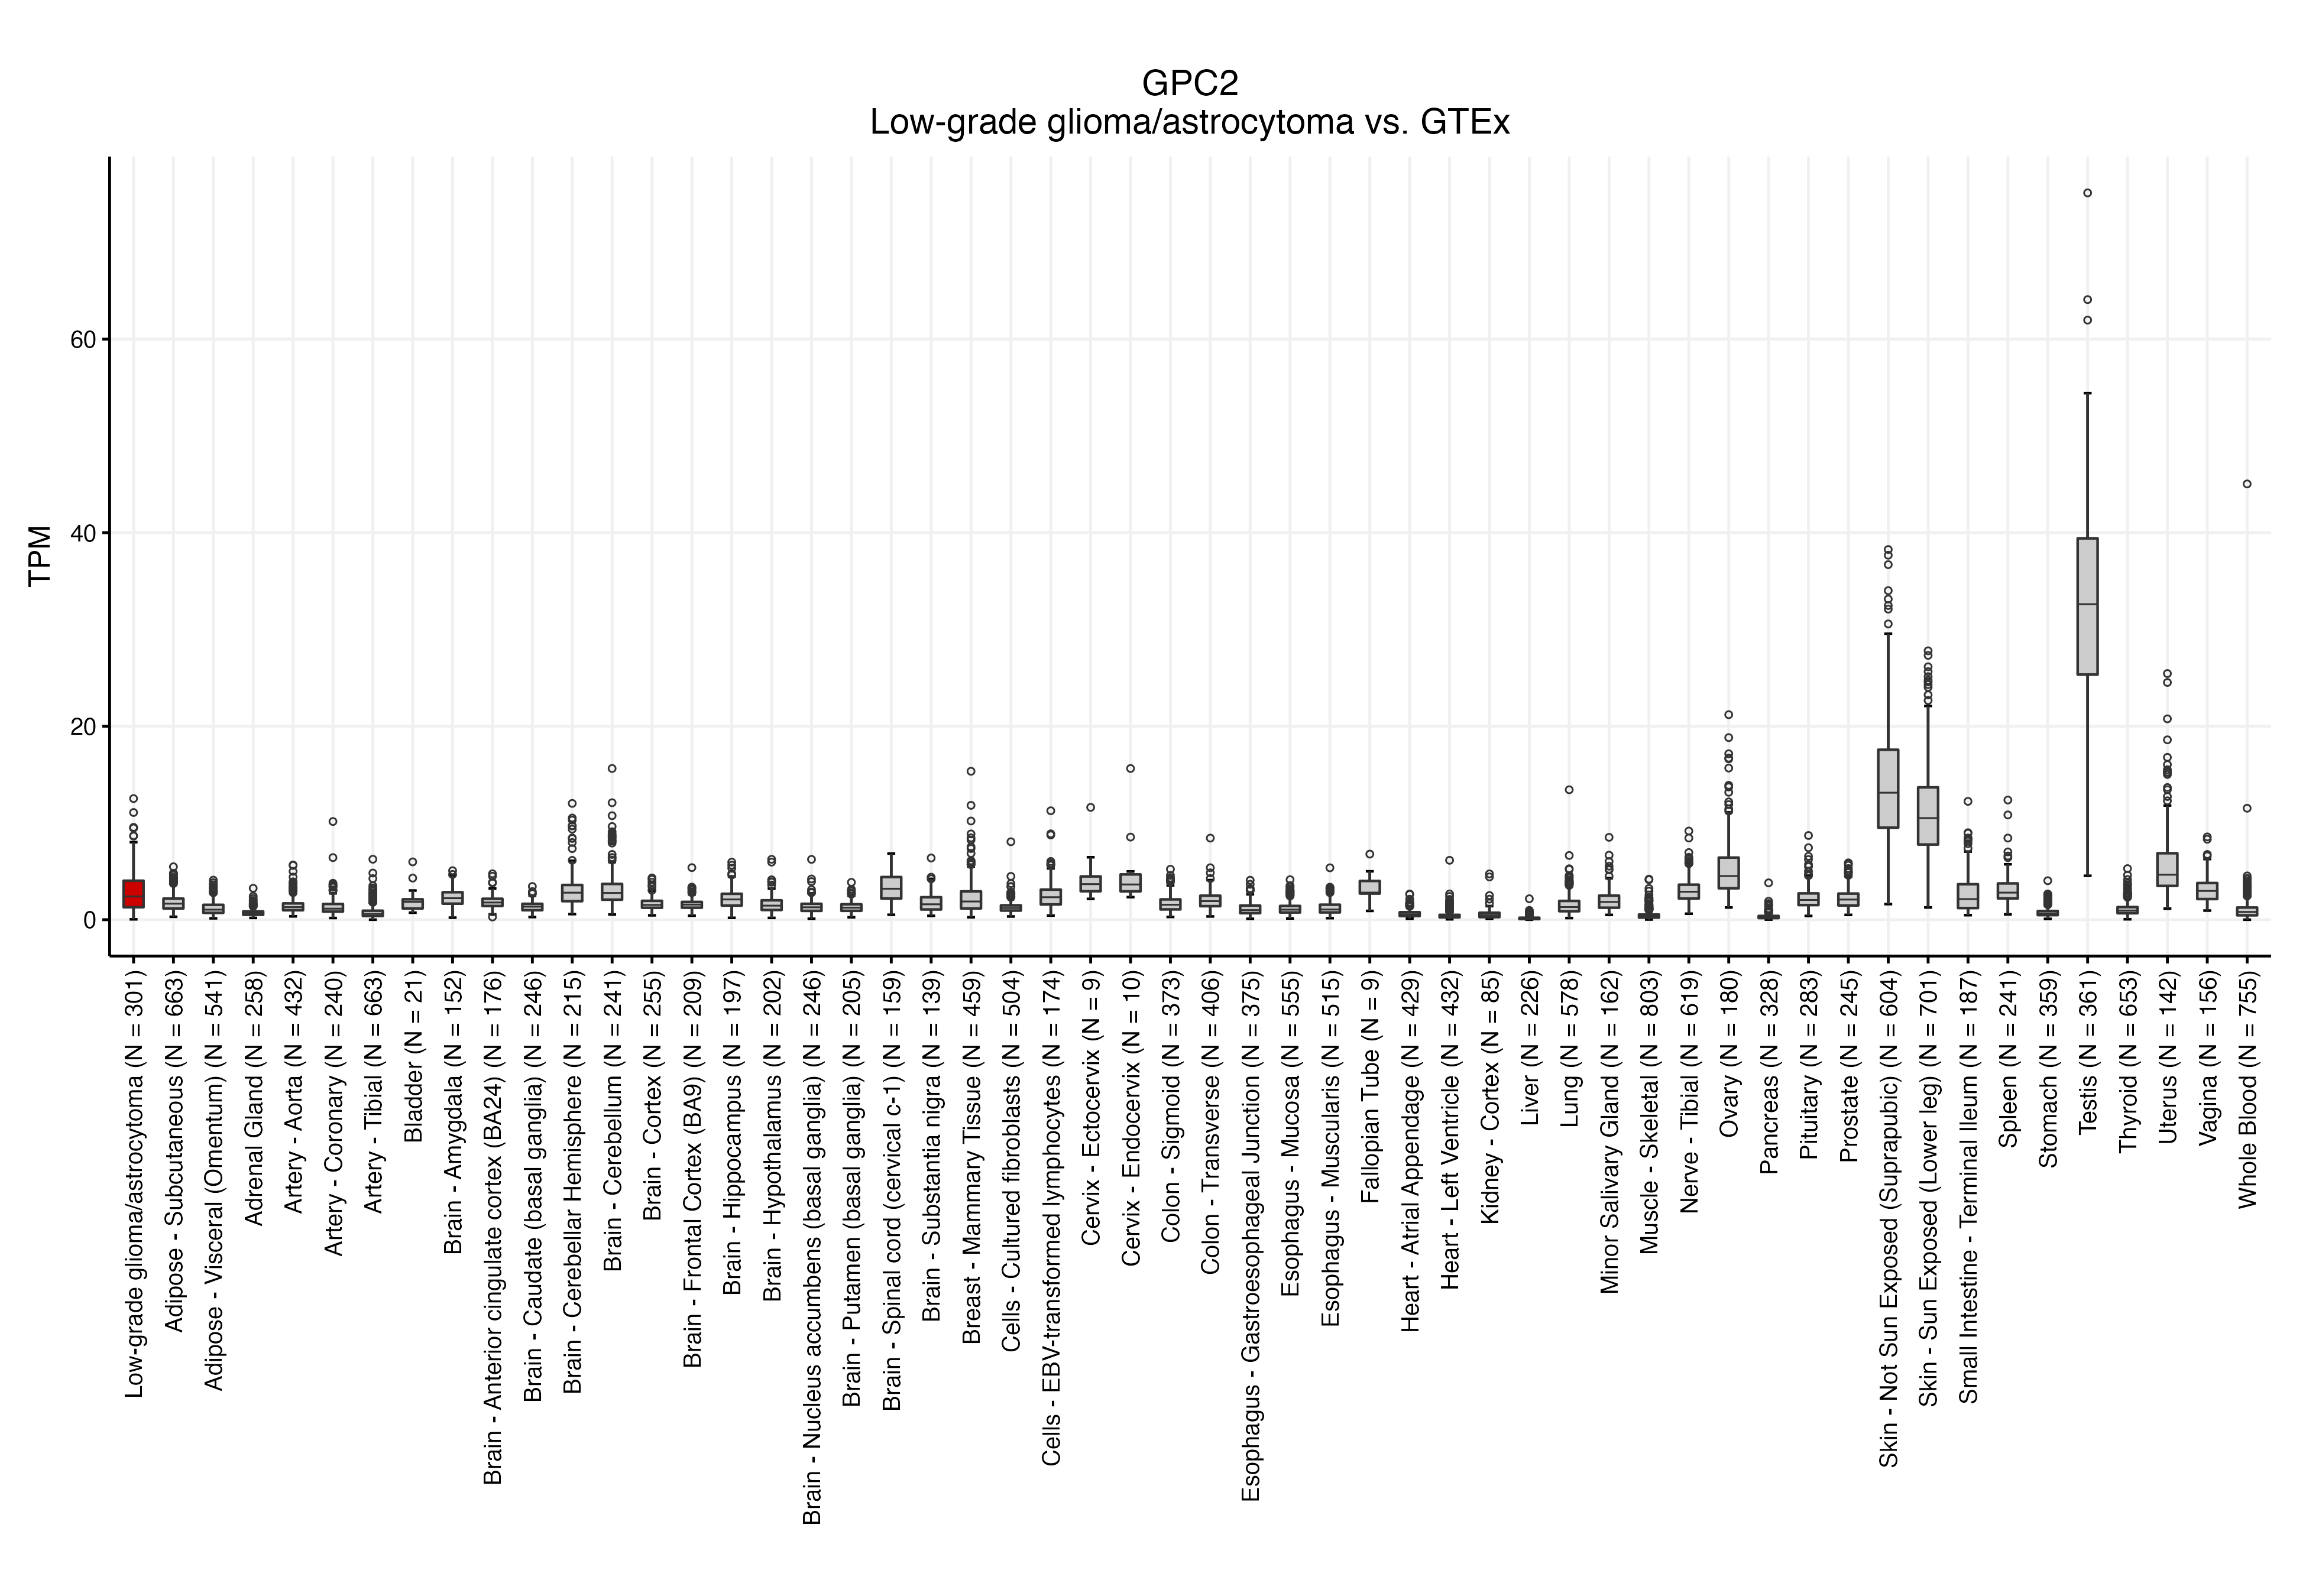 GPC2
Low-grade glioma/astrocytoma vs. GTEx
TPM
60
40
20
0
Low-grade glioma/astrocytoma (N = 301)
Adipose - Subcutaneous (N = 663)
Adipose - Visceral (Omentum) (N = 541)
Adrenal Gland (N = 258)
Artery - Aorta (N = 432)
Artery - Coronary (N = 240)
Artery - Tibial (N = 663)
Bladder (N = 21)
Brain - Amygdala (N = 152)
Brain - Anterior cingulate cortex (BA24) (N = 176)
Brain - Caudate (basal ganglia) (N = 246)
Brain - Cerebellar Hemisphere (N = 215)
Brain - Cerebellum (N = 241)
Brain - Cortex (N = 255)
Brain - Frontal Cortex (BA9) (N = 209)
Brain - Hippocampus (N = 197)
Brain - Hypothalamus (N = 202)
Brain - Nucleus accumbens (basal ganglia) (N = 246)
Brain - Putamen (basal ganglia) (N = 205)
Brain - Spinal cord (cervical c-1) (N = 159)
Brain - Substantia nigra (N = 139)
Breast - Mammary Tissue (N = 459)
Cells - Cultured fibroblasts (N = 504)
Cells - EBV-transformed lymphocytes (N = 174)
Cervix - Ectocervix (N = 9)
Cervix - Endocervix (N = 10)
Colon - Sigmoid (N = 373)
Colon - Transverse (N = 406)
Esophagus - Gastroesophageal Junction (N = 375)
Esophagus - Mucosa (N = 555)
Esophagus - Muscularis (N = 515)
Fallopian Tube (N = 9)
Heart - Atrial Appendage (N = 429)
Heart - Left Ventricle (N = 432)
Kidney - Cortex (N = 85)
Liver (N = 226)
Lung (N = 578)
Minor Salivary Gland (N = 162)
Muscle - Skeletal (N = 803)
Nerve - Tibial (N = 619)
Ovary (N = 180)
Pancreas (N = 328)
Pituitary (N = 283)
Prostate (N = 245)
Skin - Not Sun Exposed (Suprapubic) (N = 604)
Skin - Sun Exposed (Lower leg) (N = 701)
Small Intestine - Terminal Ileum (N = 187)
Spleen (N = 241)
Stomach (N = 359)
Testis (N = 361)
Thyroid (N = 653)
Uterus (N = 142)
Vagina (N = 156)
Whole Blood (N = 755)